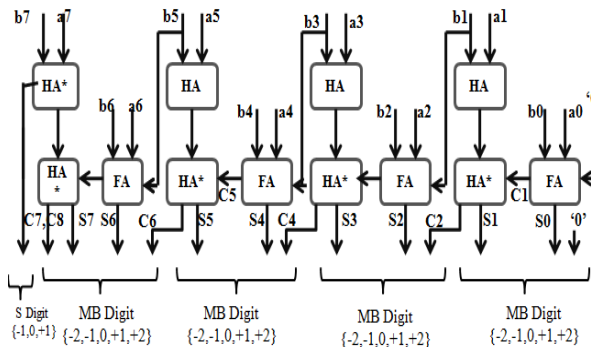 b7 a7 b5 a5 b3 a3 b1 a1
HA* HA HA HA
b6 a6 b4 a4 b2 a2 b0 a0 ‘
HA
*
FA HA* FA HA* FA HA* FA
C5 C1
C7,C8 S7 S6 C6 S5 S4 C4 S3 S2 C2 S1 S0 ‘0’
S Digit
{-1,0,+1}
MB Digit
{-2,-1,0,+1,+2}
MB Digit
{-2,-1,0,+1,+2}
MB Digit
{-2,-1,0,+1,+2}
MB Digit
{-2,-1,0,+1,+2}